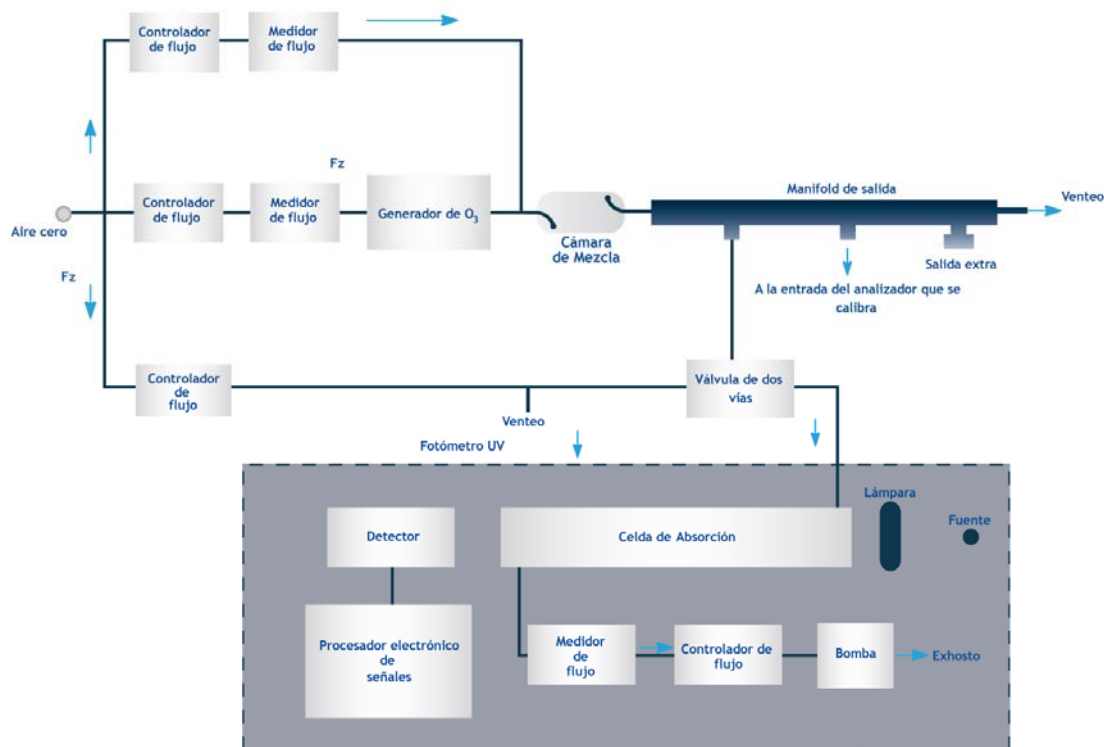 Controlador
de flujo
Medidor
de flujo
Fz
Controlador
de flujo
Medidor
de flujo
Generador de O₃
Aire cero
Cámara
de Mezcla
Manifold de salida
Venteo
Salida extra
A la entrada del analizador que se
calibra
Fz
Controlador
de
flujo
Venteo
Válvula de dos
vías
Fotómetro UV
Lámpara
Fuente
Detector
Celda de Absorción
Procesador electrónico
de
señales
Medidor
de
flujo
Controlador de
flujo
Bomba
Exhosto